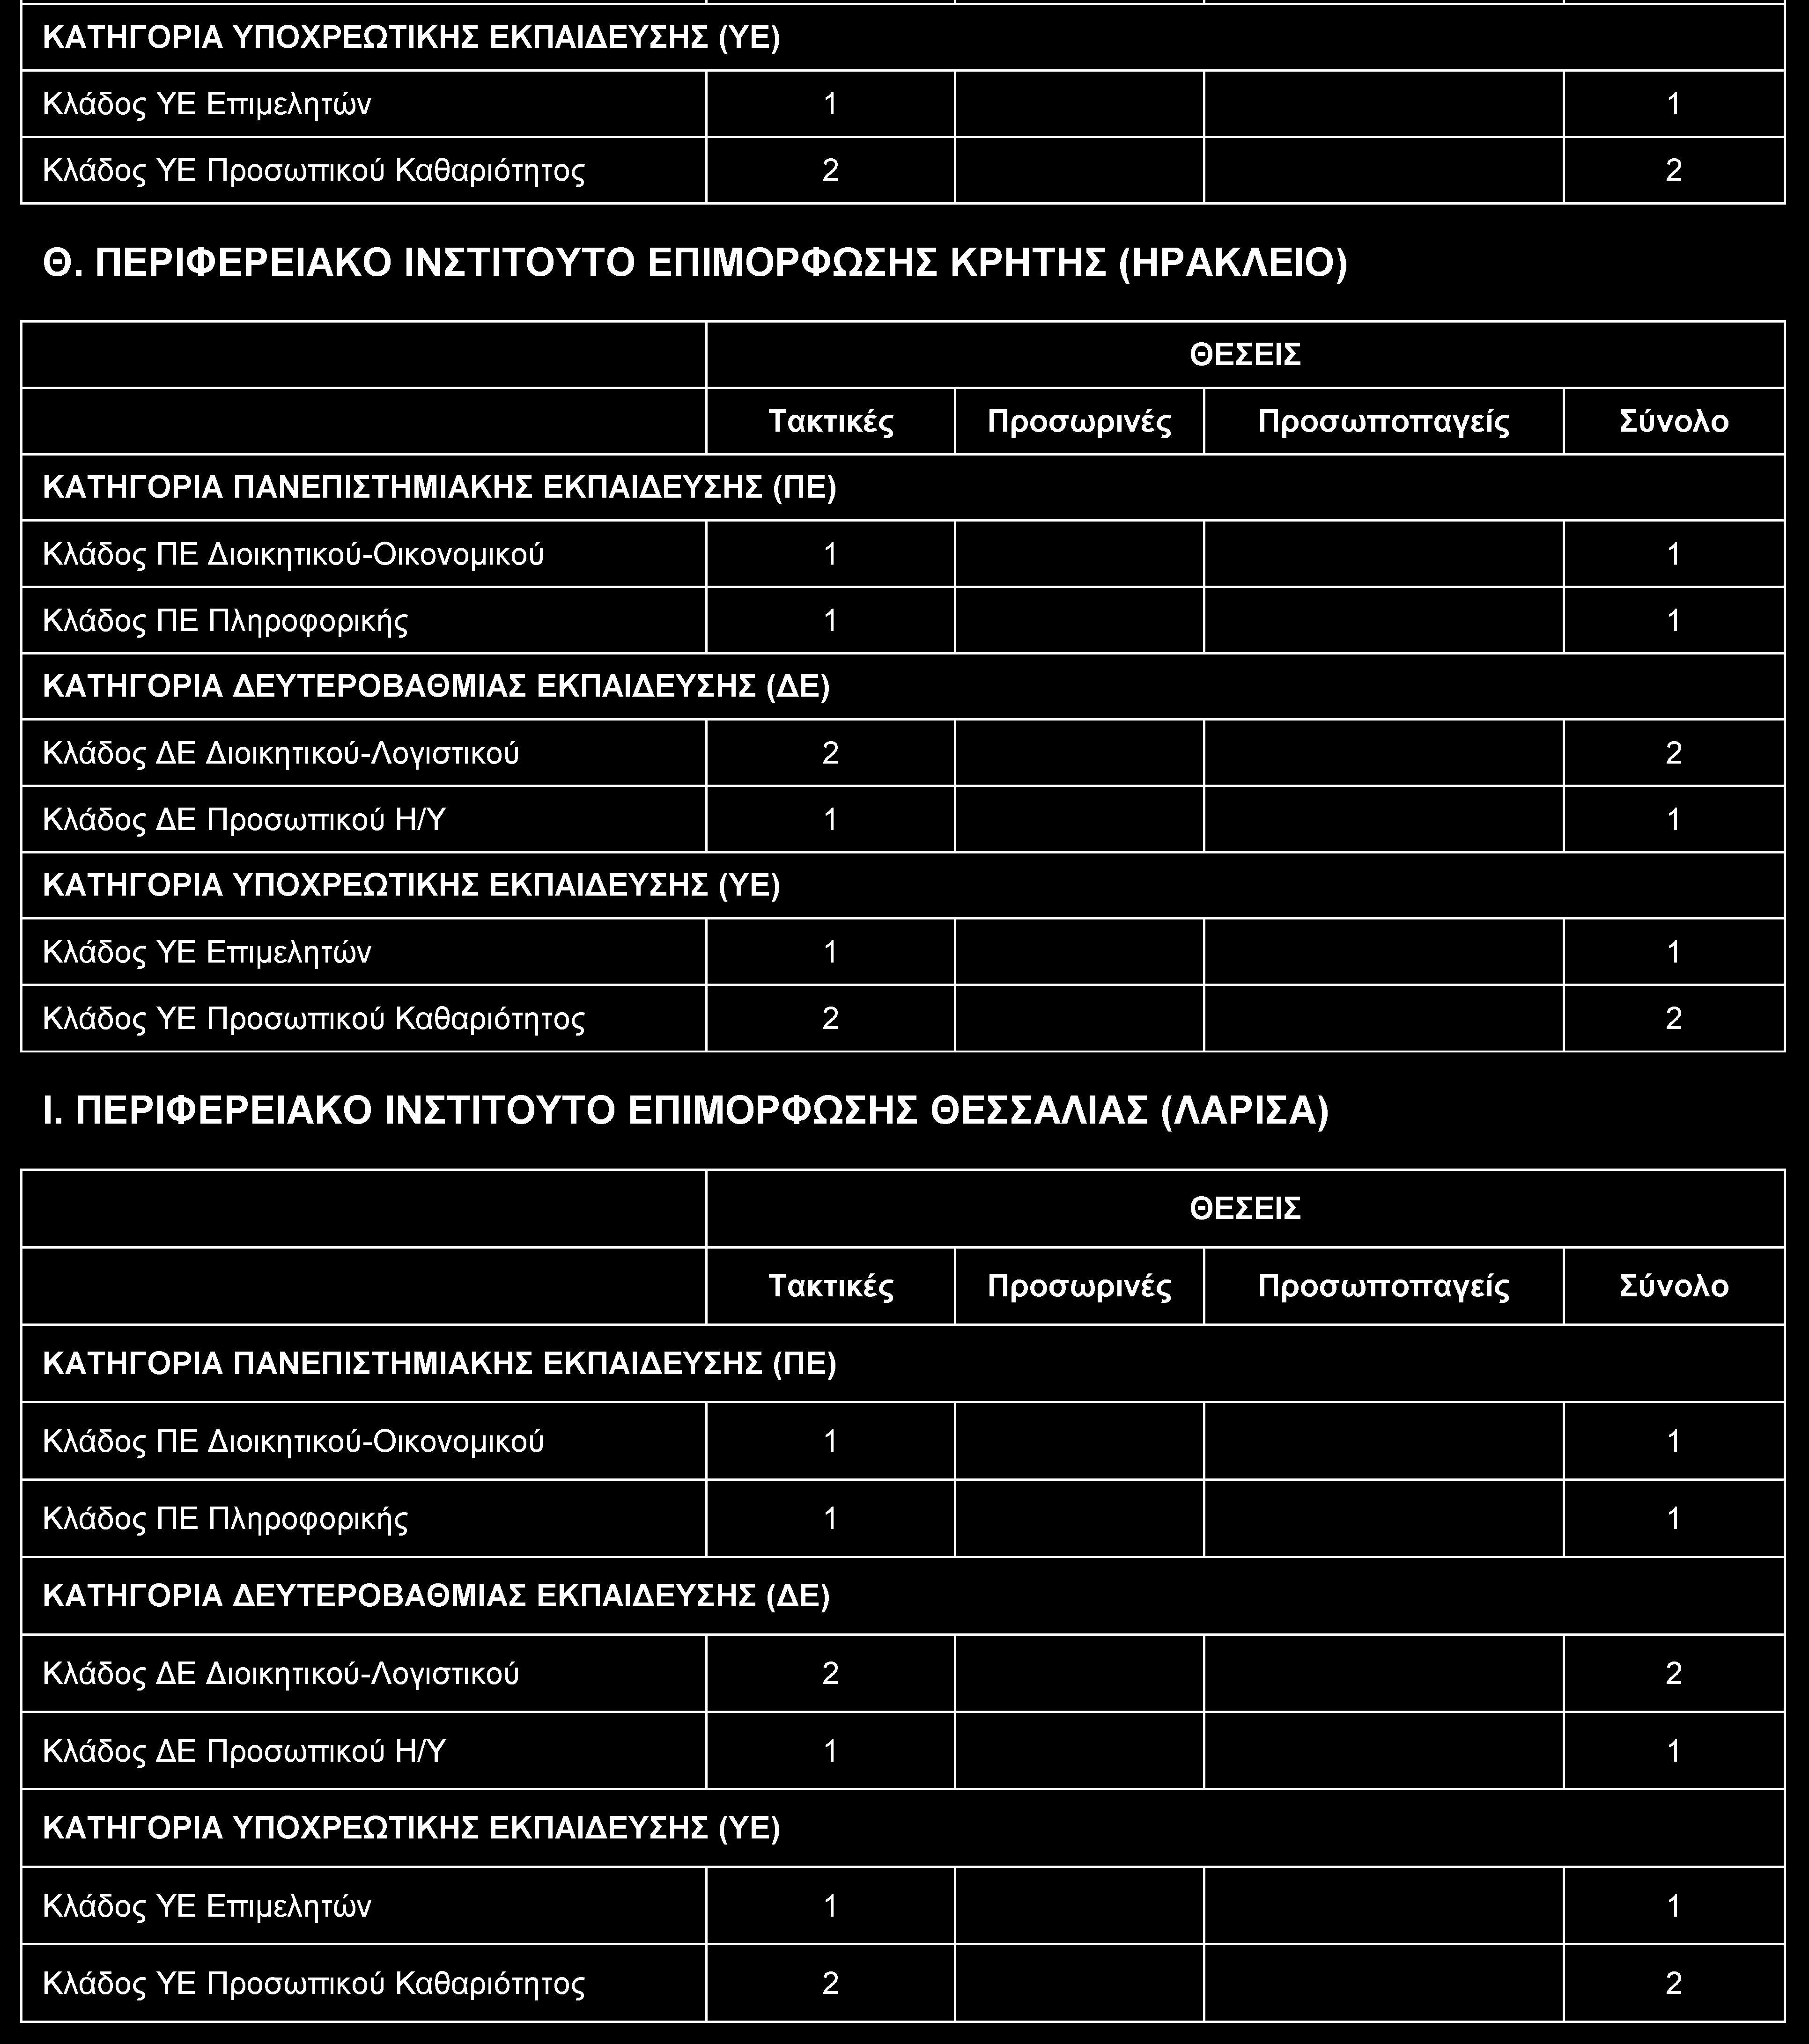 ΚΑΤΗΓΟΡΙΑ ΥΠΟΧΡΕΩΤΙΚΗΣ ΕΚΠΑΙΔΕΥΣΗΣ (ΥΕ)
Κλάδος ΥΕ Επιμελητών 1 1
Κλάδος ΥΕ Προσωπικού Καθαριότητος 2 2
Θ. ΠΕΡΙΦΕΡΕΙΑΚΟ ΙΝΣΤΙΤΟΥΤΟ ΕΠΙΜΟΡΦΩΣΗΣ ΚΡΗΤΗΣ (ΗΡΑΚΛΕΙΟ)
ΘΕΣΕΙΣ
Τακτικές Προσωρινές Προσωποπαγείς Σύνολο
ΚΑΤΗΓΟΡΙΑ ΠΑΝΕΠΙΣΤΗΜΙΑΚΗΣ ΕΚΠΑΙΔΕΥΣΗΣ (ΠΕ)
Κλάδος ΠΕ Διοικητικού-Οικονομικού 1 1
Κλάδος ΠΕ Πληροφορικής 1 1
ΚΑΤΗΓΟΡΙΑ ΔΕΥΤΕΡΟΒΑΘΜΙΑΣ ΕΚΠΑΙΔΕΥΣΗΣ (ΔΕ)
Κλάδος ΔΕ Διοικητικού-Λογιστικού 2 2
Κλάδος ΔΕ Προσωπικού Η/Υ 1 1
ΚΑΤΗΓΟΡΙΑ ΥΠΟΧΡΕΩΤΙΚΗΣ ΕΚΠΑΙΔΕΥΣΗΣ (ΥΕ)
Κλάδος ΥΕ Επιμελητών 1 1
Κλάδος ΥΕ Προσωπικού Καθαριότητος 2 2
Ι. ΠΕΡΙΦΕΡΕΙΑΚΟ ΙΝΣΤΙΤΟΥΤΟ ΕΠΙΜΟΡΦΩΣΗΣ ΘΕΣΣΑΛΙΑΣ (ΛΑΡΙΣΑ)
ΘΕΣΕΙΣ
Τακτικές Προσωρινές Προσωποπαγείς Σύνολο
ΚΑΤΗΓΟΡΙΑ ΠΑΝΕΠΙΣΤΗΜΙΑΚΗΣ ΕΚΠΑΙΔΕΥΣΗΣ (ΠΕ)
Κλάδος ΠΕ Διοικητικού-Οικονομικού 1 1
Κλάδος ΠΕ Πληροφορικής 1 1
ΚΑΤΗΓΟΡΙΑ ΔΕΥΤΕΡΟΒΑΘΜΙΑΣ ΕΚΠΑΙΔΕΥΣΗΣ (ΔΕ)
Κλάδος ΔΕ Διοικητικού-Λογιστικού 2 2
Κλάδος ΔΕ Προσωπικού Η/Υ 1 1
ΚΑΤΗΓΟΡΙΑ ΥΠΟΧΡΕΩΤΙΚΗΣ ΕΚΠΑΙΔΕΥΣΗΣ (ΥΕ)
Κλάδος ΥΕ Επιμελητών 1 1
Κλάδος ΥΕ Προσωπικού Καθαριότητος 2 2